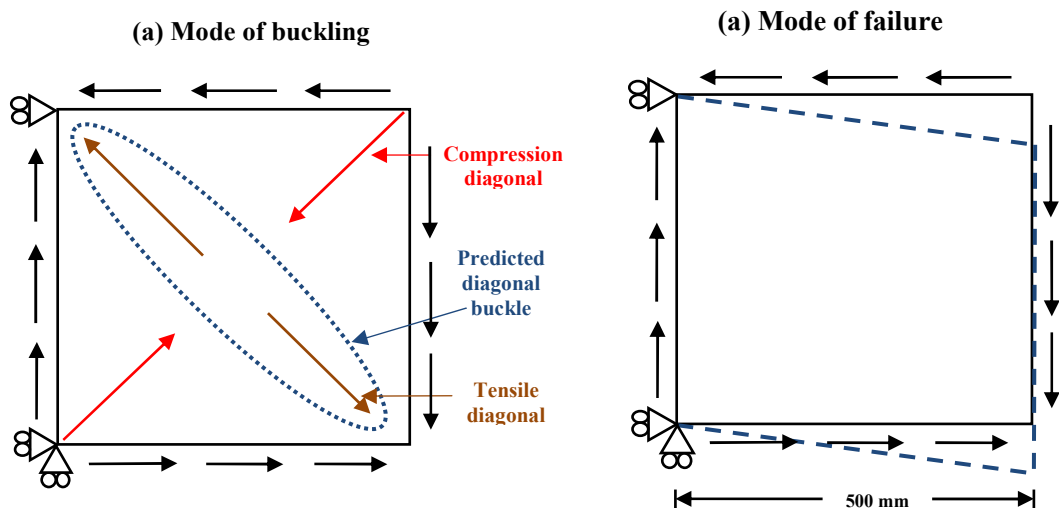 (a) Mode of buckling
Compression
diagonal
Predicted
diagonal
buckle
Tensile
diagonal
(a) Mode of failure
500 mm